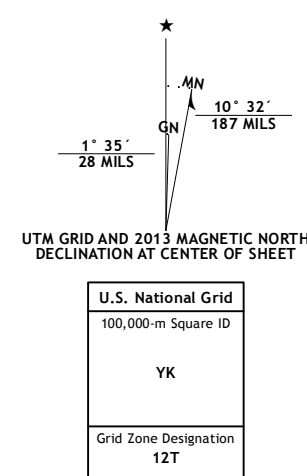 ★
MN
GN
10° 32´
187 MILS
1° 35´
28 MILS
UTM GRID AND 2013 MAGNETIC NORTH
DECLINATION AT CENTER OF SHEET
U.S. National Grid
100,000-m Square ID
YK
Grid Zone Designation
12T